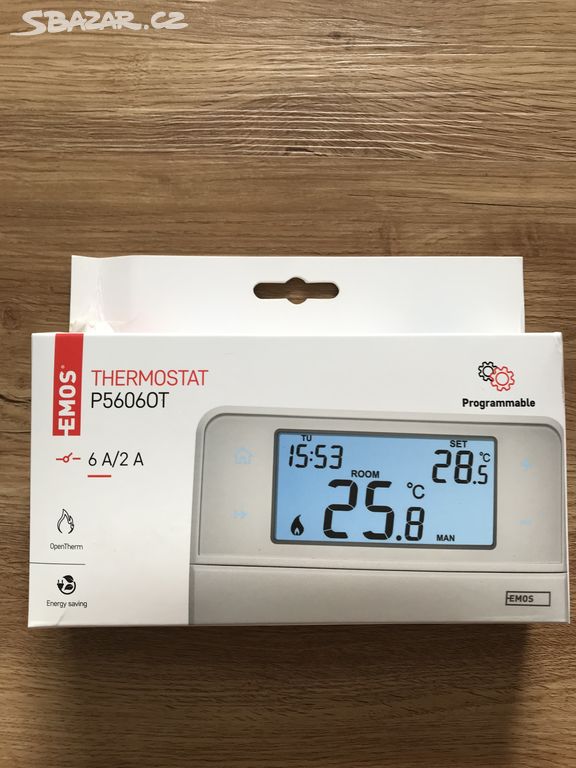 SBAZAR.CZ
EMOS
THERMOSTAT
P5606OT
6 A/2 A
OpenTherm
Energy saving
Programmable
TU
15:53
ROOM
25.8 °C
SET
28.5 °C
MAN
EMOS